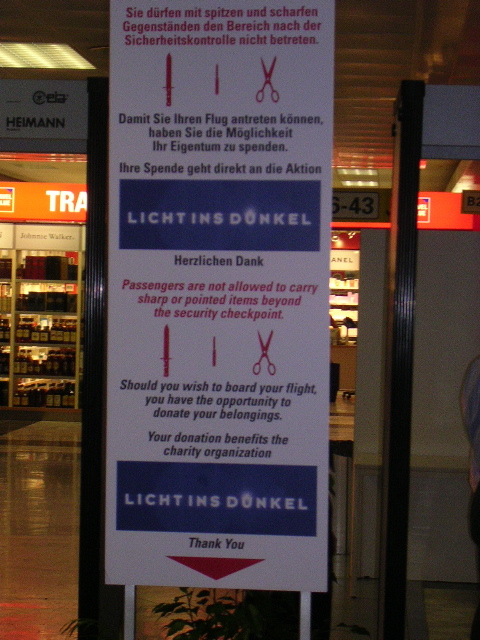 Sie dürfen mit spitzen und scharfen
Gegenständen den Bereich nach der
Sicherheitskontrolle nicht betreten.
Damit Sie Ihren Flug antreten können,
haben Sie die Möglichkeit
Ihr Eigentum zu spenden.
Ihre Spende geht direkt an die Aktion
LICHT INS DUNKEL
Herzlichen Dank
Passengers are not allowed to carry
sharp or pointed items beyond
the security checkpoint.
Should you wish to board your flight,
you have the opportunity to
donate your belongings.
Your donation benefits the
charity organization
LICHT INS DUNKEL
Thank You
HEIMANN
TRA
Johnnie Walker.
-43
B2
ANEL